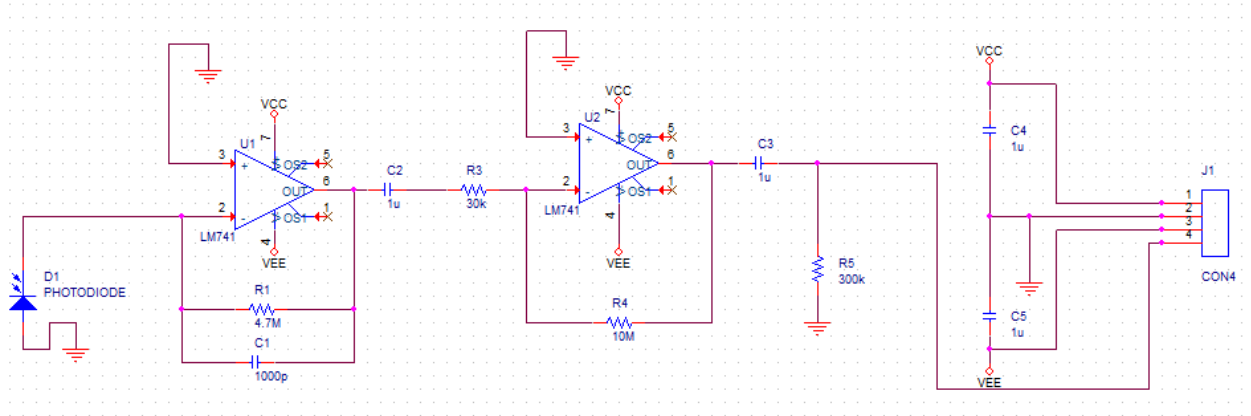 VCC
VCC
VCC
U1
7
3
+
OS2
5
OUT
6
2
-
OS1
1
LM741
4
VEE
C2
1u
R3
30k
U2
7
3
+
OS2
5
OUT
6
2
-
OS1
1
LM741
4
VEE
C3
1u
C4
1u
J1
1
2
3
4
CON4
D1
PHOTODIODE
R1
4.7M
C1
1000p
R4
10M
R5
300k
C5
1u
VEE